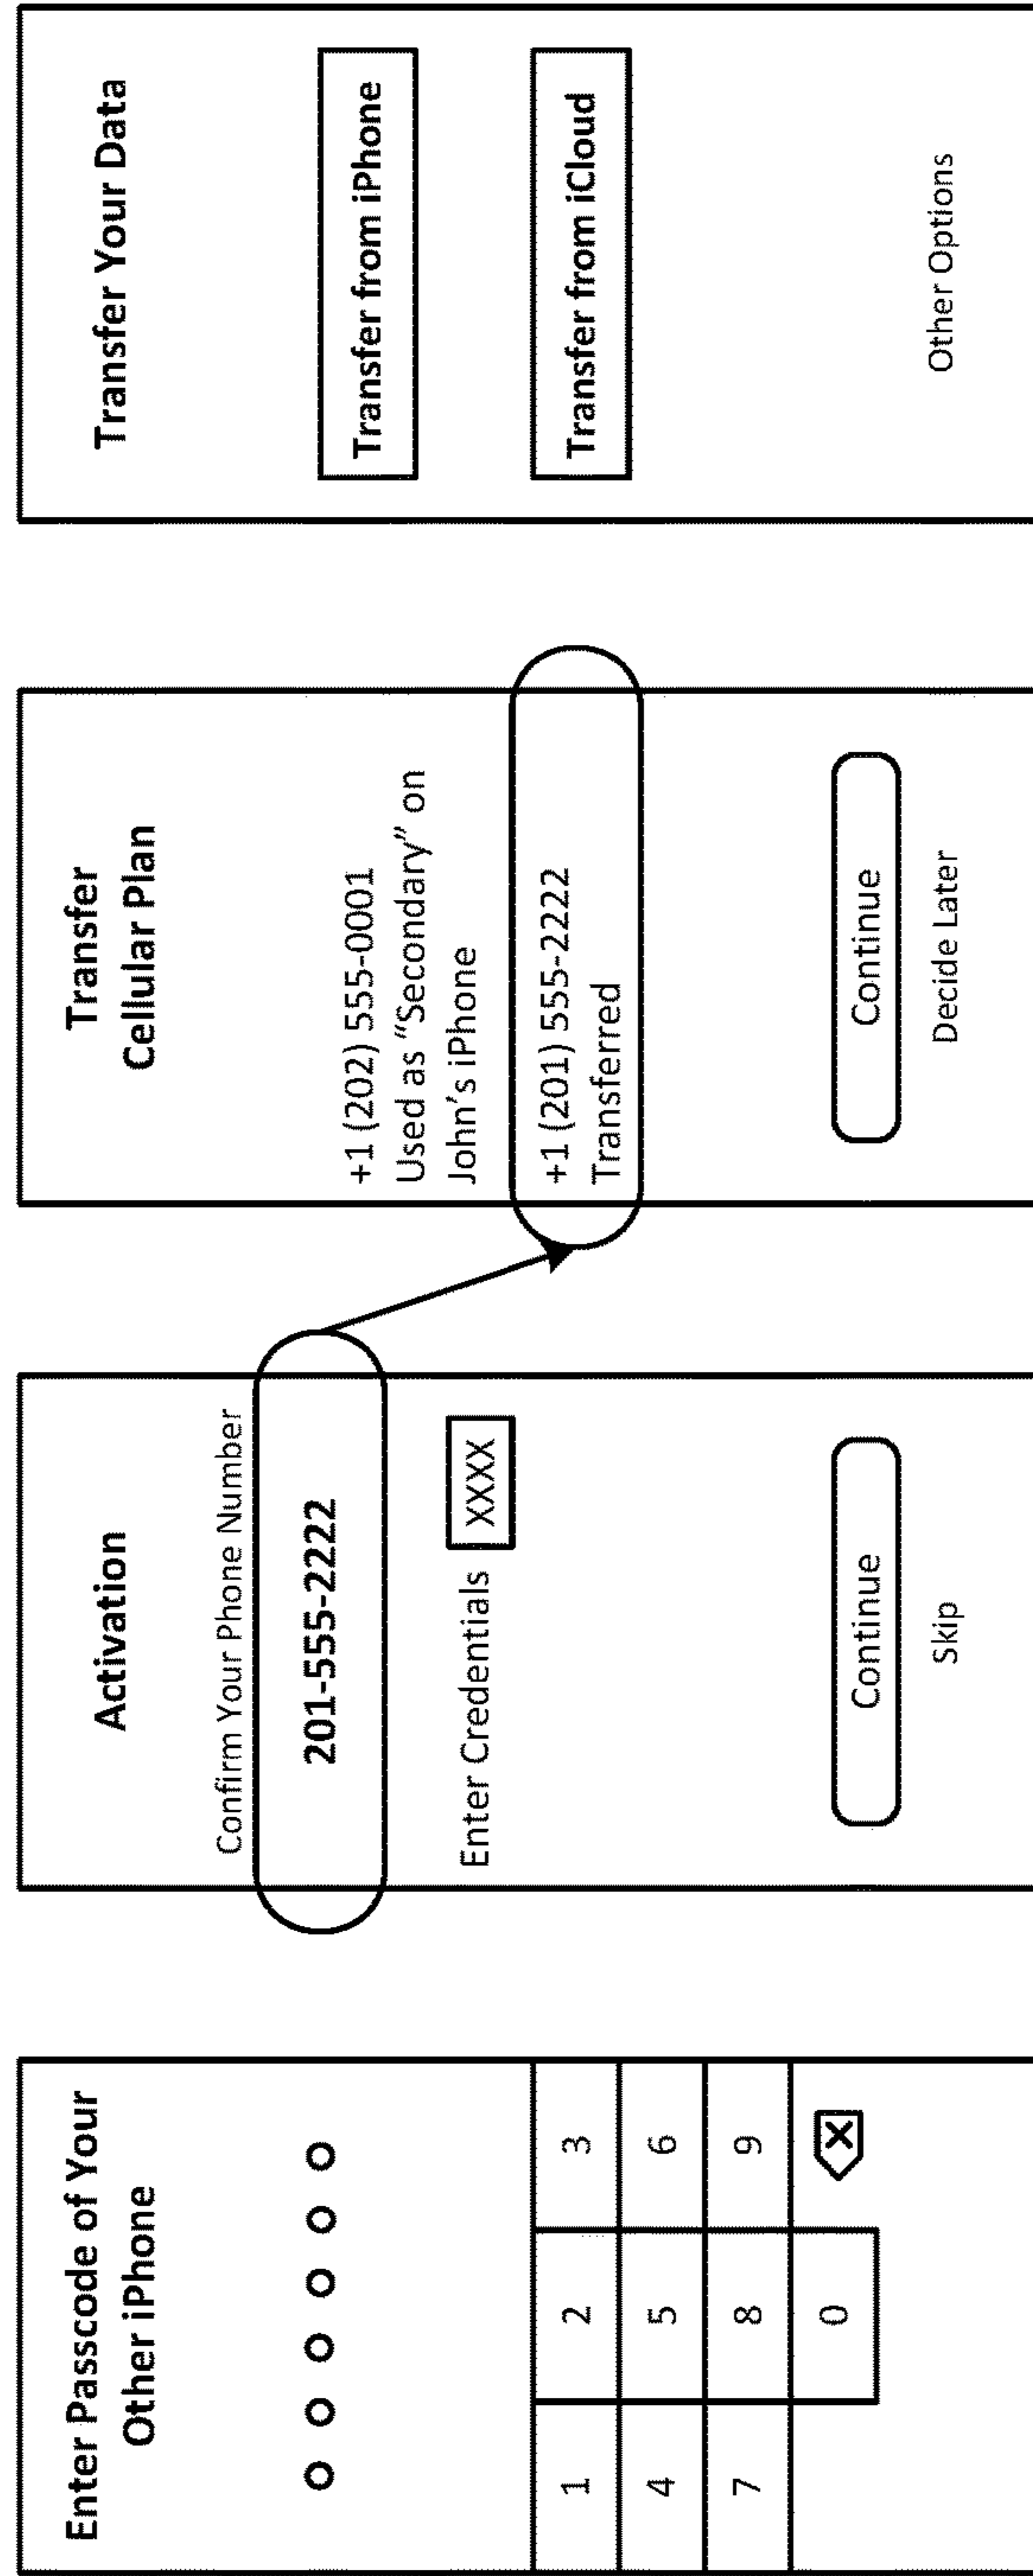 Enter Passcode of Your
Other iPhone
1 2 3
4 5 6
7 8 9
0
Activation
Confirm Your Phone Number
201-555-2222
Enter Credentials XXXX
Continue
Skip
Transfer
Cellular Plan
+1 (202) 555-0001
Used as “Secondary” on
John’s iPhone
+1 (201) 555-2222
Transferred
Continue
Decide Later
Transfer Your Data
Transfer from iPhone
Transfer from iCloud
Other Options